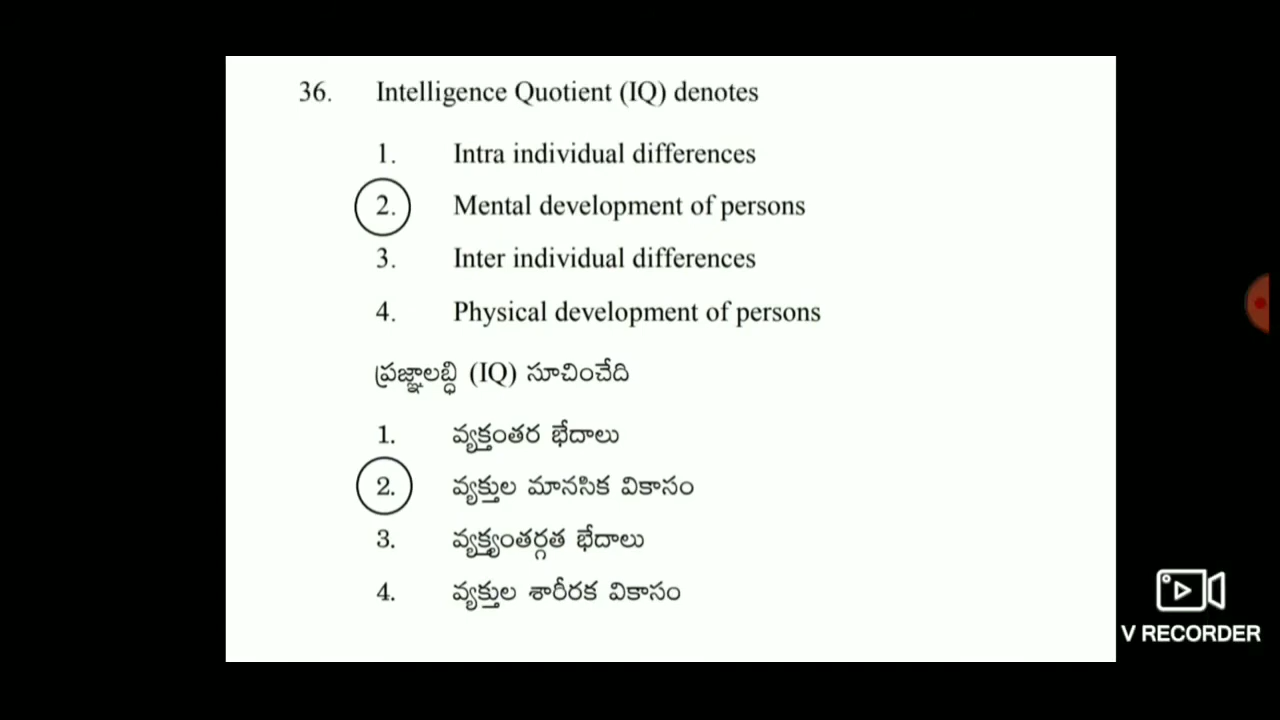 36. Intelligence Quotient (IQ) denotes
1. Intra individual differences
2. Mental development of persons
3. Inter individual differences
4. Physical development of persons
ప్రజ్ఞాలబ్ధి (IQ) సూచించేది
1. వ్యక్తంతర భేదాలు
2. వ్యక్తుల మానసిక వికాసం
3. వ్యక్త్యంతర్గత భేదాలు
4. వ్యక్తుల శారీరక వికాసం
V RECORDER